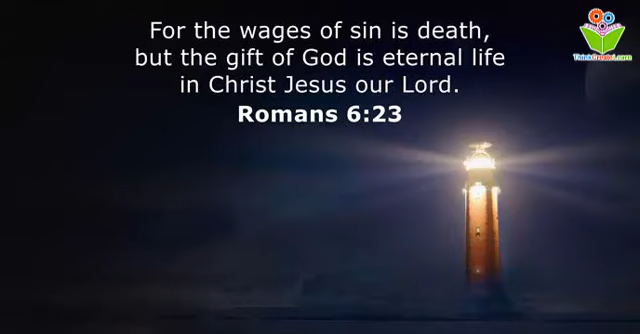 For the wages of sin is death,
but the gift of God is eternal life
in Christ Jesus our Lord.
Romans 6:23
ThinkCreateLearn